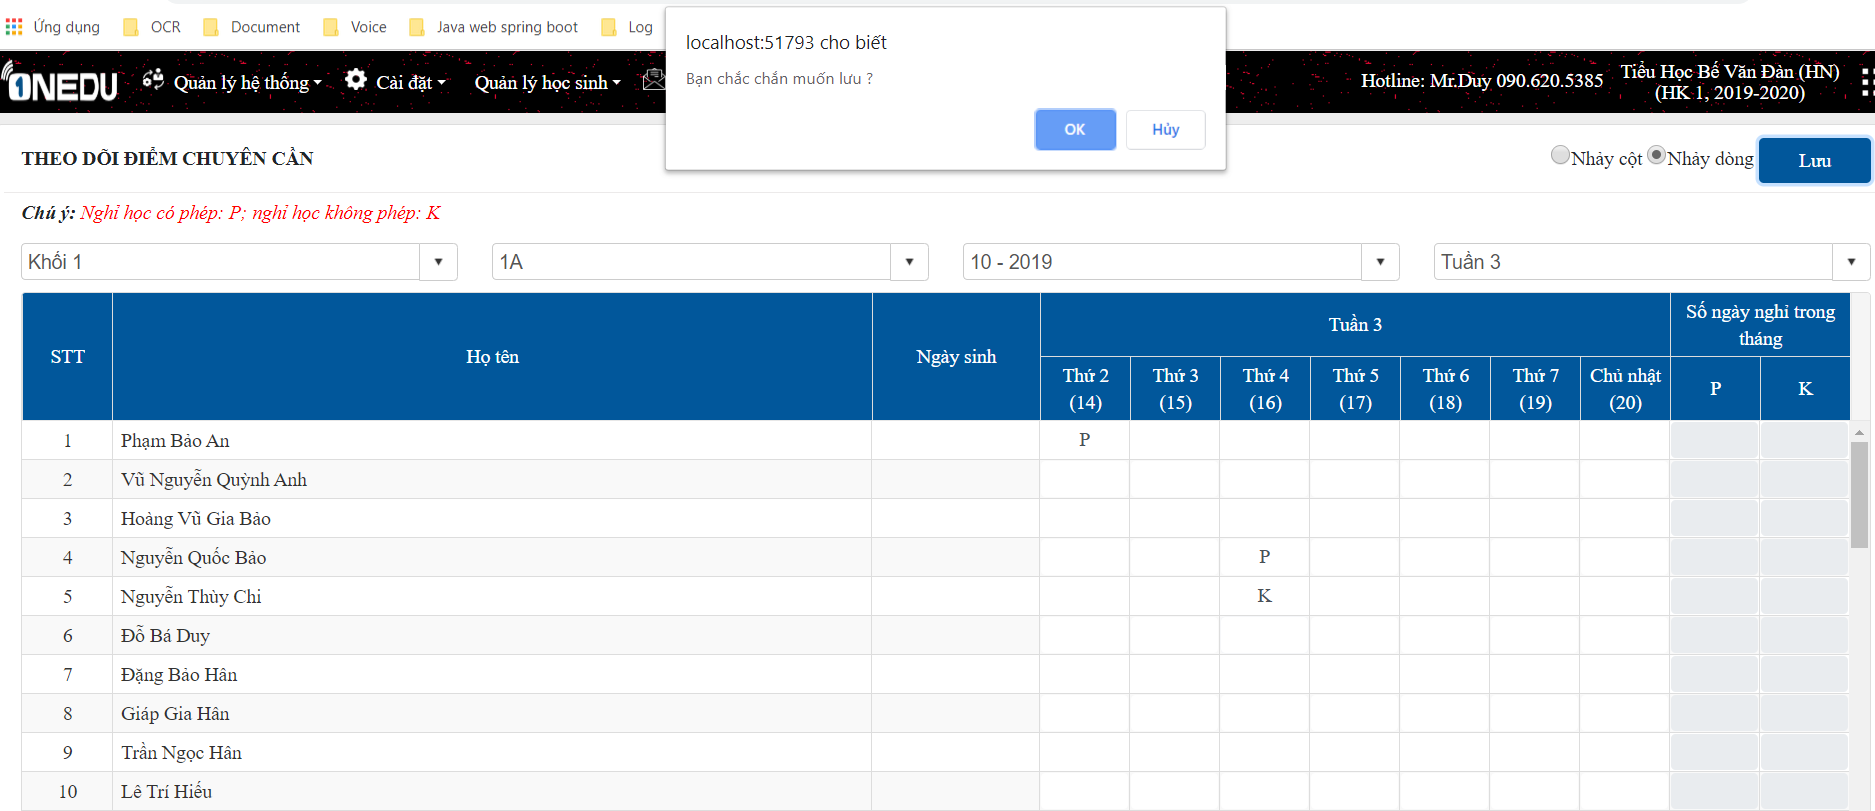 Ứng dụng OCR Document Voice Java web spring boot Log
localhost:51793 cho biết
Bạn chắc chắn muốn lưu ?
OK Hủy
1ONEDU Quản lý hệ thống Cài đặt Quản lý học sinh
Hotline: Mr.Duy 090.620.5385
Tiểu Học Bế Văn Đàn (HN)
(HK 1, 2019-2020)
THEO DÕI ĐIỂM CHUYÊN CẦN
Nhảy cột Nhảy dòng Lưu
Chú ý: Nghỉ học có phép: P; nghỉ học không phép: K
Khối 1 1A 10 - 2019 Tuần 3
STT Họ tên Ngày sinh Tuần 3
Số ngày nghỉ trong
tháng
Thứ 2 Thứ 3 Thứ 4 Thứ 5 Thứ 6 Thứ 7 Chủ nhật
(14) (15) (16) (17) (18) (19) (20)
P K
1 Phạm Bảo An P
2 Vũ Nguyễn Quỳnh Anh
3 Hoàng Vũ Gia Bảo
4 Nguyễn Quốc Bảo P
5 Nguyễn Thùy Chi K
6 Đỗ Bá Duy
7 Đặng Bảo Hân
8 Giáp Gia Hân
9 Trần Ngọc Hân
10 Lê Trí Hiếu